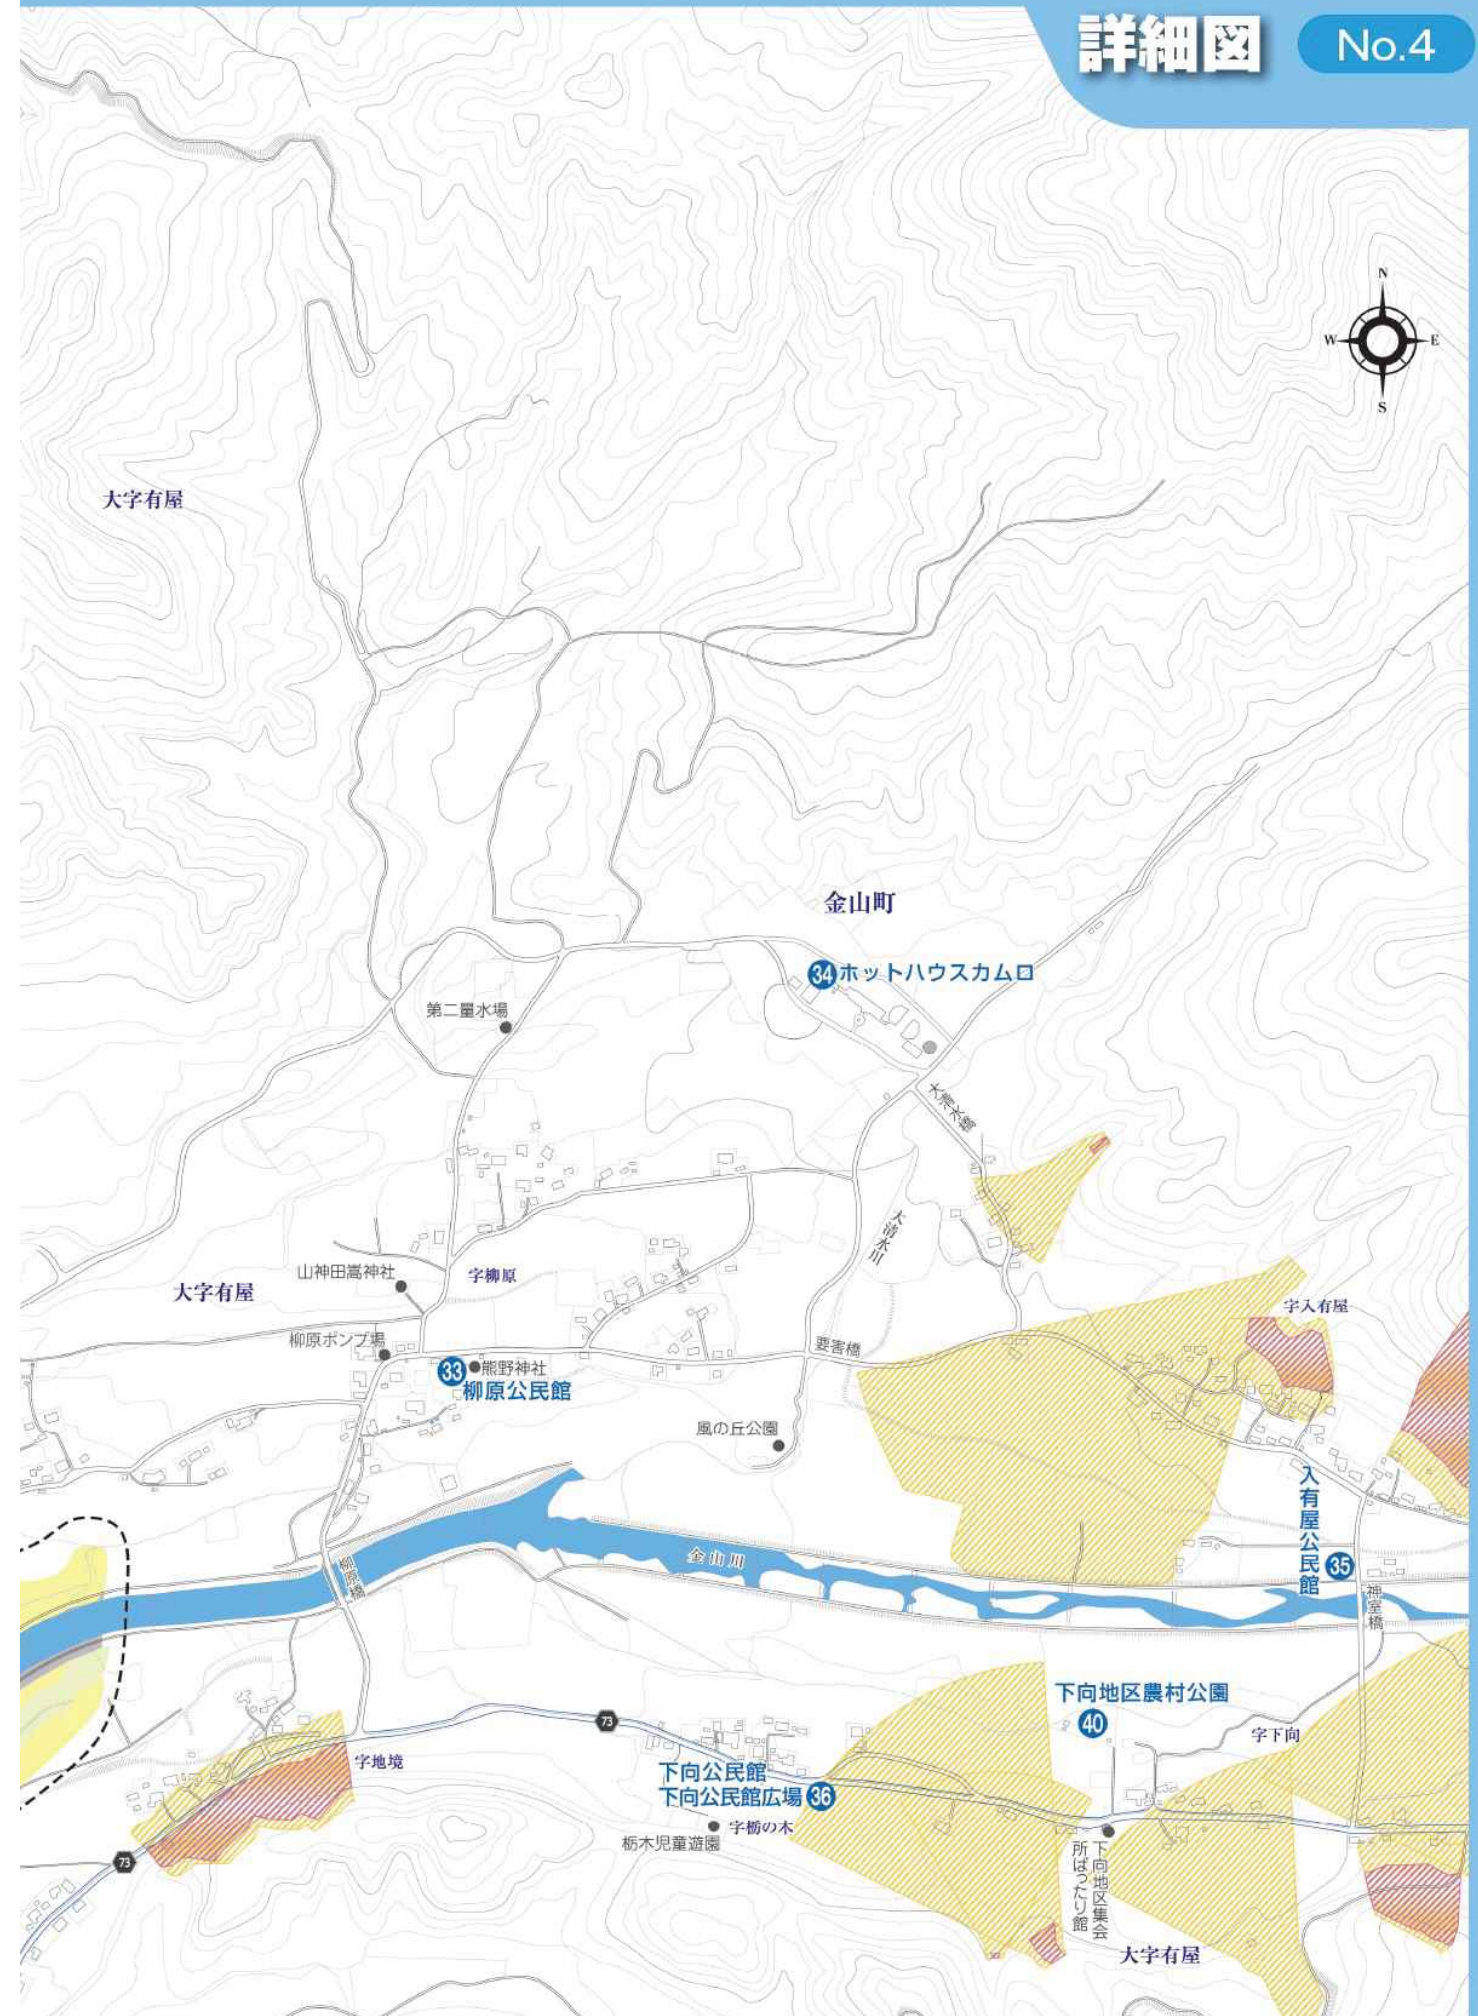 詳細図
No.4
N
W
E
S
大字有屋
金山町
34 ホットハウスカムロ
第二量水場
大清水橋
大清水川
山神田嵩神社
字柳原
大字有屋
字入有屋
柳原ポンプ場
要害橋
33 熊野神社
柳原公民館
風の丘公園
入有屋公民館 35
金山川
柳原橋
神室橋
下向地区農村公園
40
73
字下向
字地境
下向公民館
下向公民館広場 36
字栃の木
栃木児童遊園
73
下向地区集会
所ばったり館
大字有屋